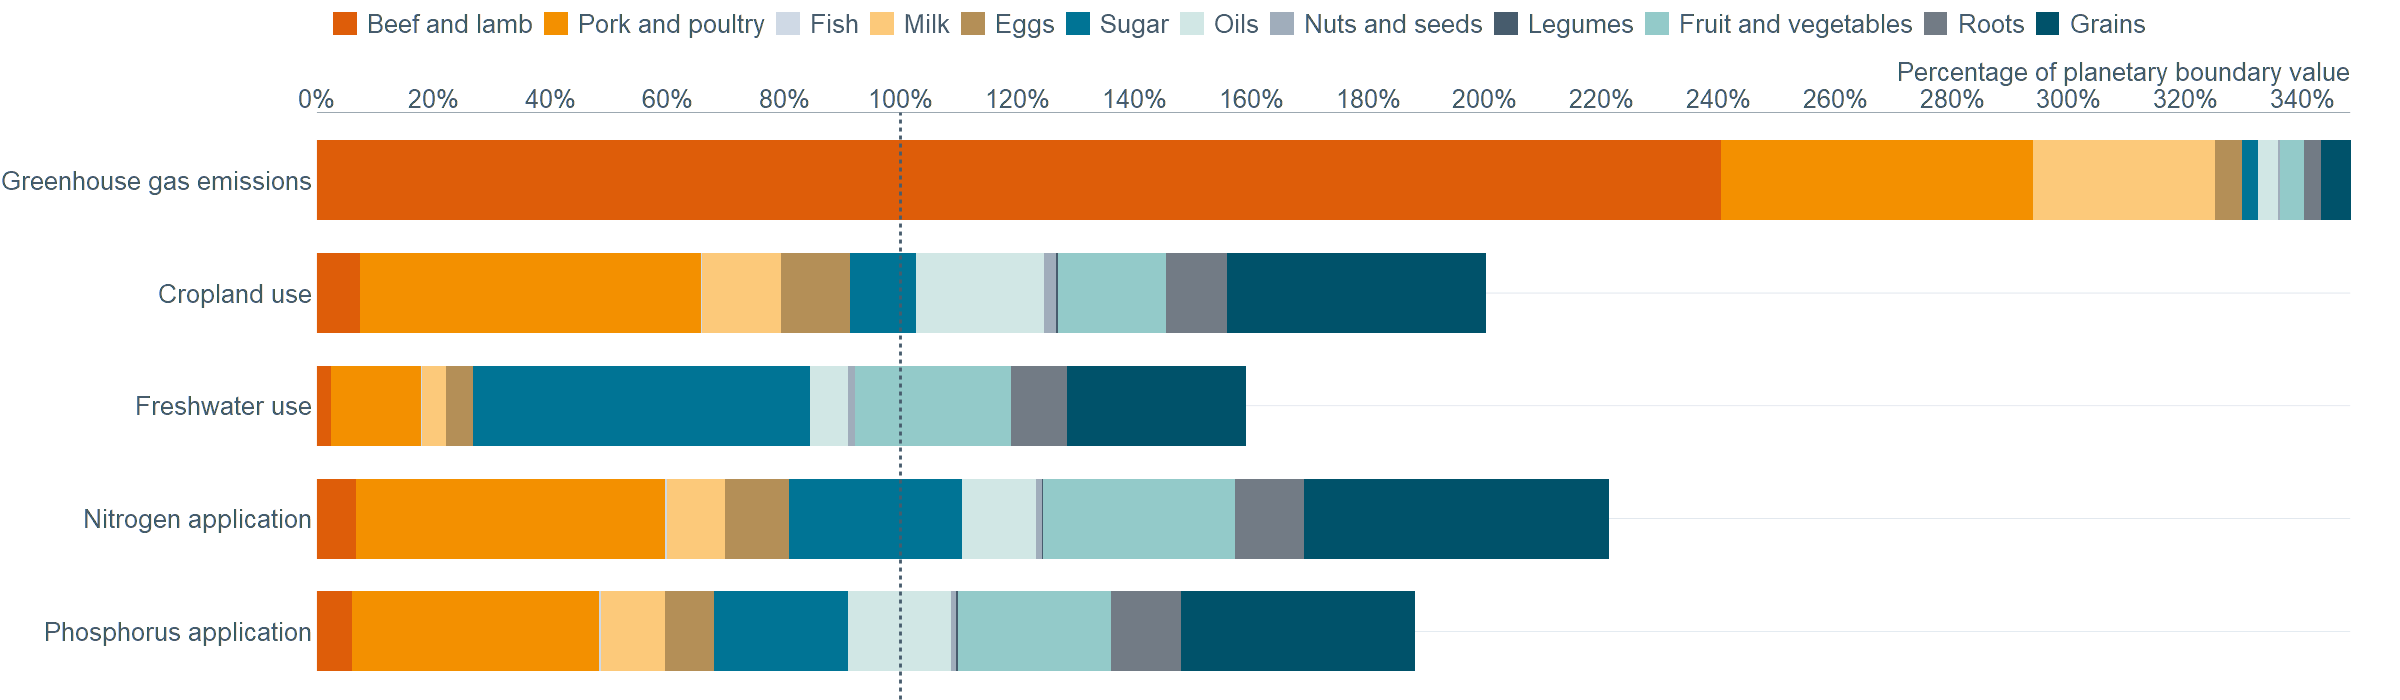 Beef and lamb Pork and poultry Fish Milk Eggs Sugar Oils Nuts and seeds Legumes Fruit and vegetables Roots Grains
Percentage of planetary boundary value
0% 20% 40% 60% 80% 100% 120% 140% 160% 180% 200% 220% 240% 260% 280% 300% 320% 340%
Greenhouse gas emissions
Cropland use
Freshwater use
Nitrogen application
Phosphorus application